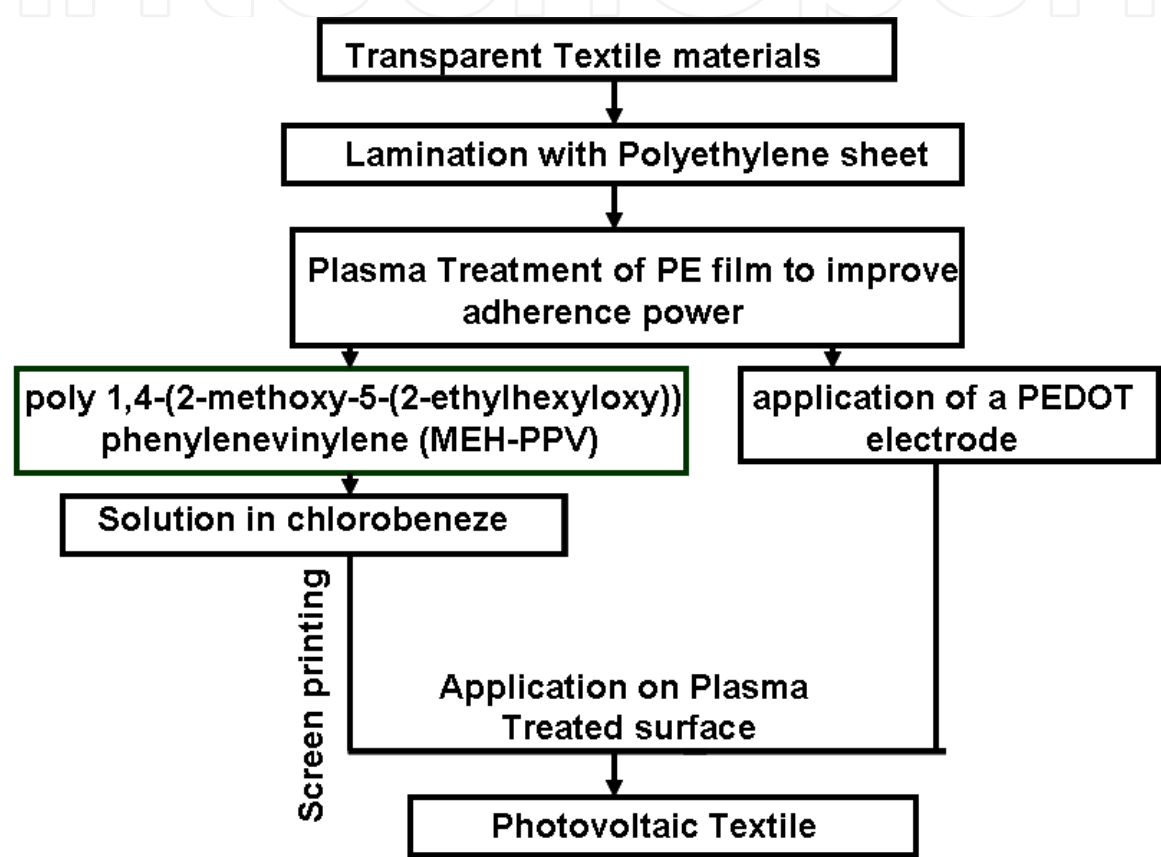 Transparent Textile materials
Lamination with Polyethylene sheet
Plasma Treatment of PE film to improve
adherence power
poly 1,4-(2-methoxy-5-(2-ethylhexyloxy))
phenylenevinylene (MEH-PPV)
application of a PEDOT
electrode
Solution in chlorobeneze
Screen printing
Application on Plasma
Treated surface
Photovoltaic Textile